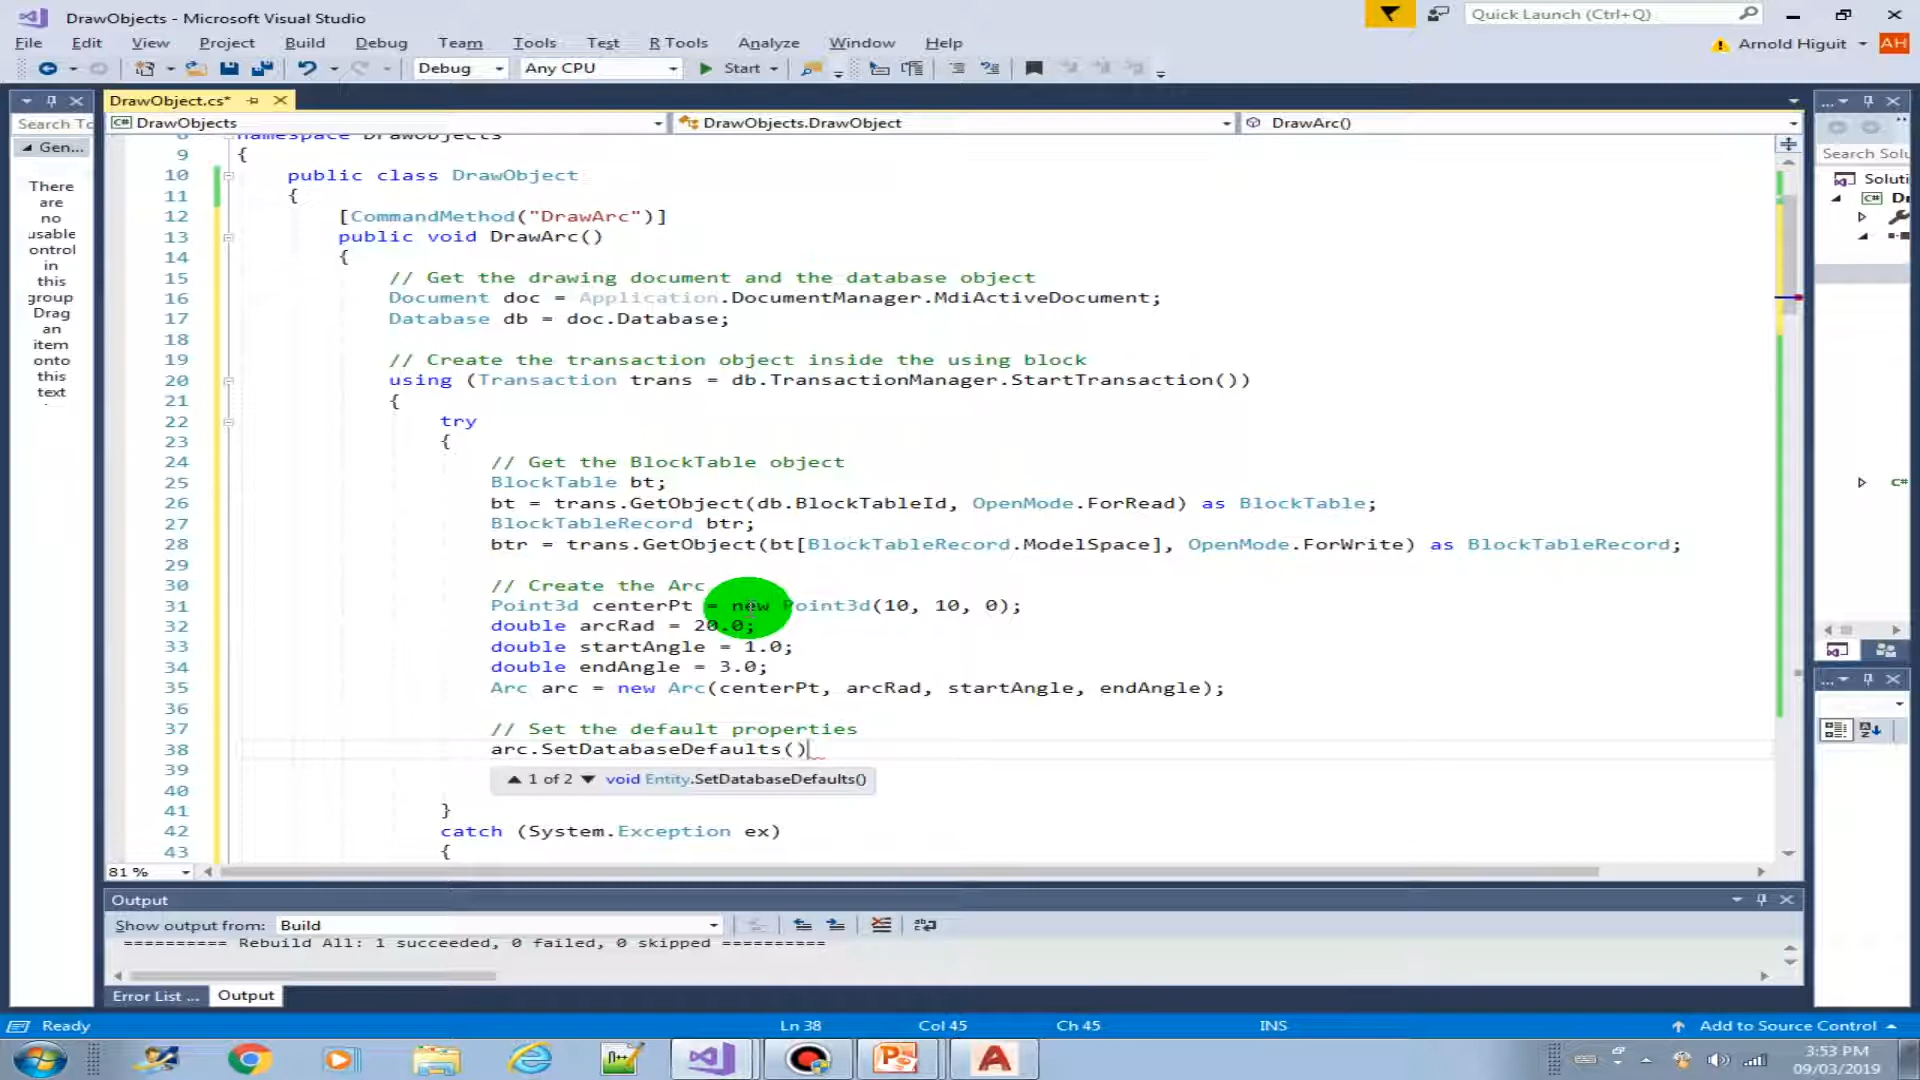 DrawObjects - Microsoft Visual Studio
Quick Launch (Ctrl+Q)
File Edit View Project Build Debug Team Tools Test R Tools Analyze Window Help
Arnold Higuit AH
Debug Any CPU Start
DrawObject.cs*
Search To
DrawObjects DrawObjects.DrawObject DrawArc()
Gen...
There
are
no
usable
ontrol
in
this
group
Drag
an
item
onto
this
text
.
namespace DrawObjects
9 {
10 public class DrawObject
11 {
12 [CommandMethod("DrawArc")]
13 public void DrawArc()
14 {
15 // Get the drawing document and the database object
16 Document doc = Application.DocumentManager.MdiActiveDocument;
17 Database db = doc.Database;
18
19 // Create the transaction object inside the using block
20 using (Transaction trans = db.TransactionManager.StartTransaction())
21 {
22 try
23 {
24 // Get the BlockTable object
25 BlockTable bt;
26 bt = trans.GetObject(db.BlockTableId, OpenMode.ForRead) as BlockTable;
27 BlockTableRecord btr;
28 btr = trans.GetObject(bt[BlockTableRecord.ModelSpace], OpenMode.ForWrite) as BlockTableRecord;
29
30 // Create the Arc
31 Point3d centerPt = new Point3d(10, 10, 0);
32 double arcRad = 20.0;
33 double startAngle = 1.0;
34 double endAngle = 3.0;
35 Arc arc = new Arc(centerPt, arcRad, startAngle, endAngle);
36
37 // Set the default properties
38 arc.SetDatabaseDefaults()
39 ▲ 1 of 2 ▼ void Entity.SetDatabaseDefaults()
40
41 }
42 catch (System.Exception ex)
43 {
81 %
Search Solu
Soluti
Dr
C#
Output
Show output from: Build
========== Rebuild All: 1 succeeded, 0 failed, 0 skipped ==========
Error List ... Output
Ready Ln 38 Col 45 Ch 45 INS Add to Source Control
3:53 PM
09/03/2019